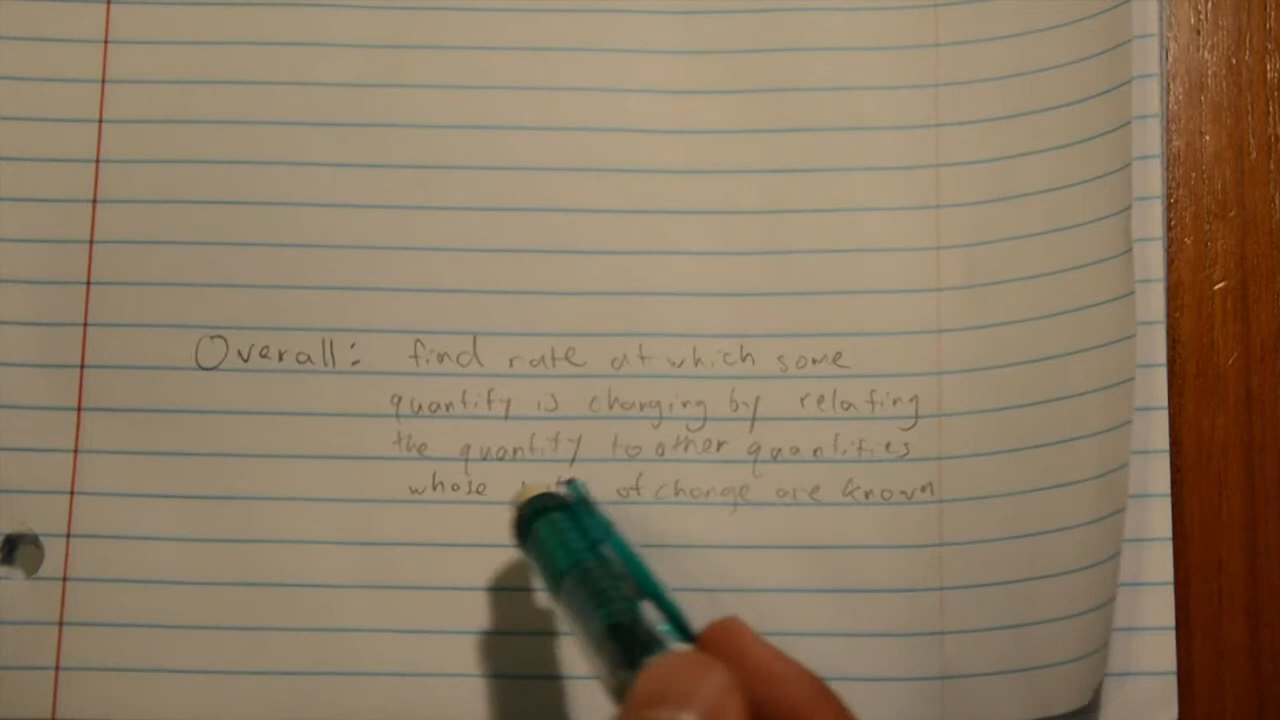 Overall: find rate at which some
quantity is changing by relating
the quantity to other quantities
whose of change are known